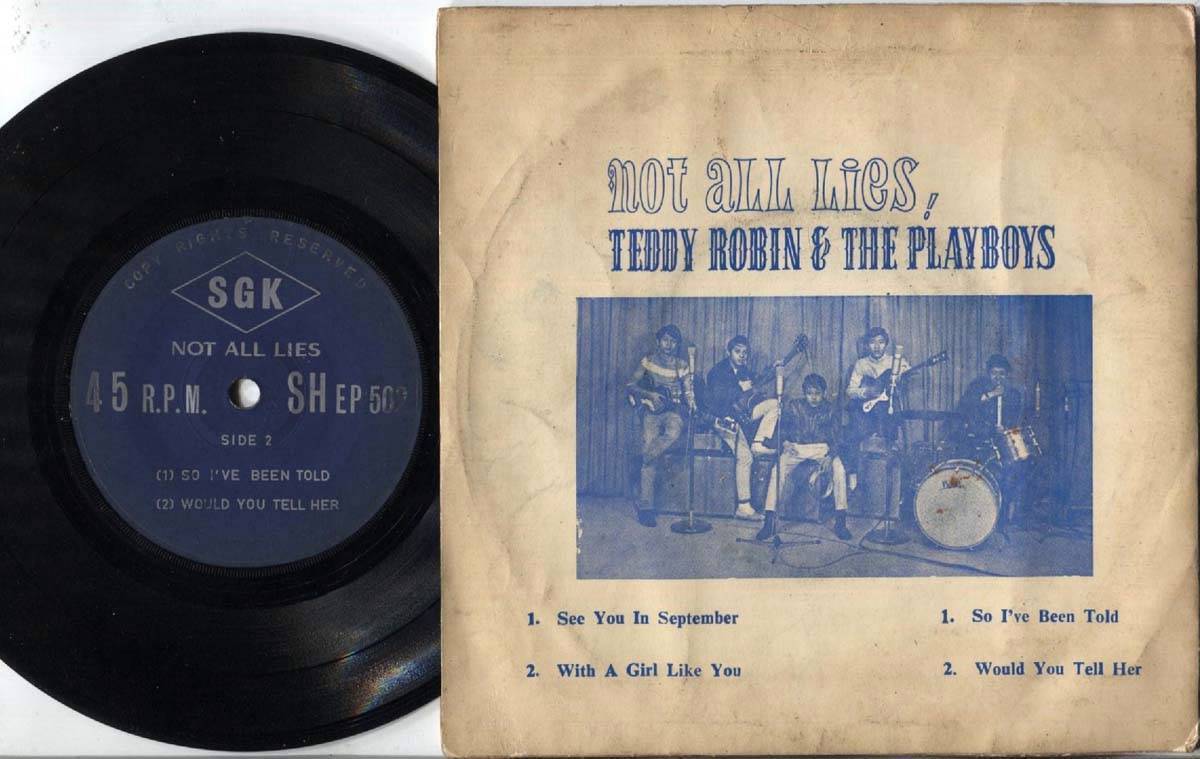 COPY RIGHTS RESERVED
SGK
NOT ALL LIES
45 R.P.M. SH EP
SIDE 2
(1) SO I'VE BEEN TOLD
(2) WOULD YOU TELL HER
not all lies!
TEDDY ROBIN & THE PLAYBOYS
1. See You In September
2. With A Girl Like You
1. So I've Been Told
2. Would You Tell Her